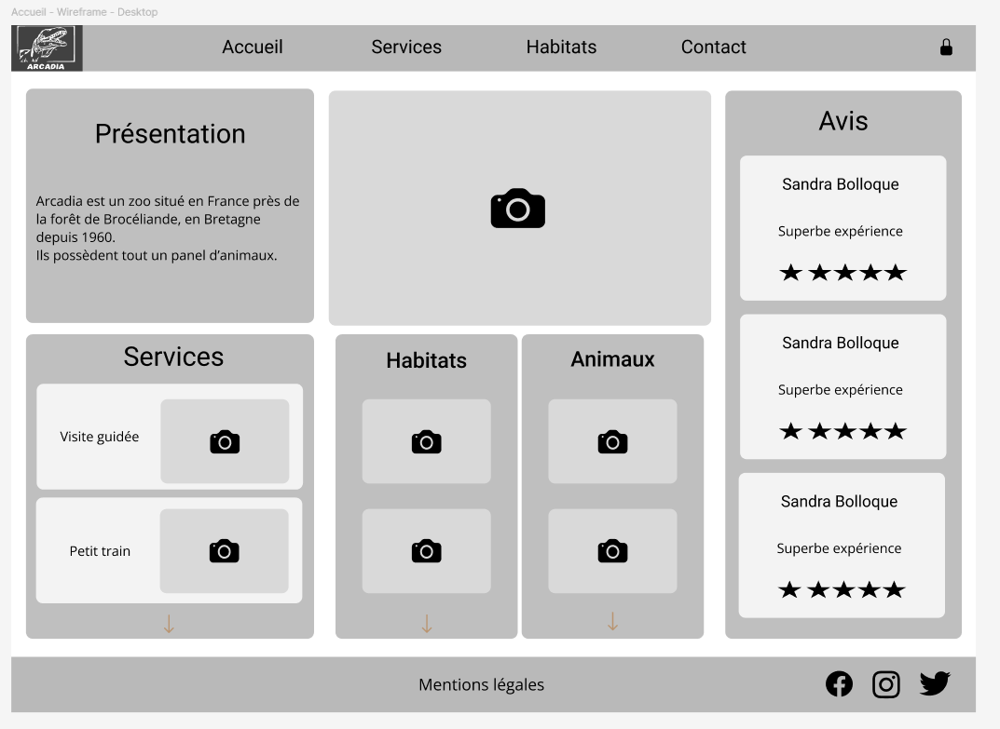 Accueil - Wireframe - Desktop
ARCADIA
Accueil
Services
Habitats
Contact
Présentation
Arcadia est un zoo situé en France près de
la forêt de Brocéliande, en Bretagne
depuis 1960.
Ils possèdent tout un panel d’animaux.
Services
Visite guidée
Petit train
Habitats
Animaux
Avis
Sandra Bolloque
Superbe expérience
Sandra Bolloque
Superbe expérience
Sandra Bolloque
Superbe expérience
Mentions légales